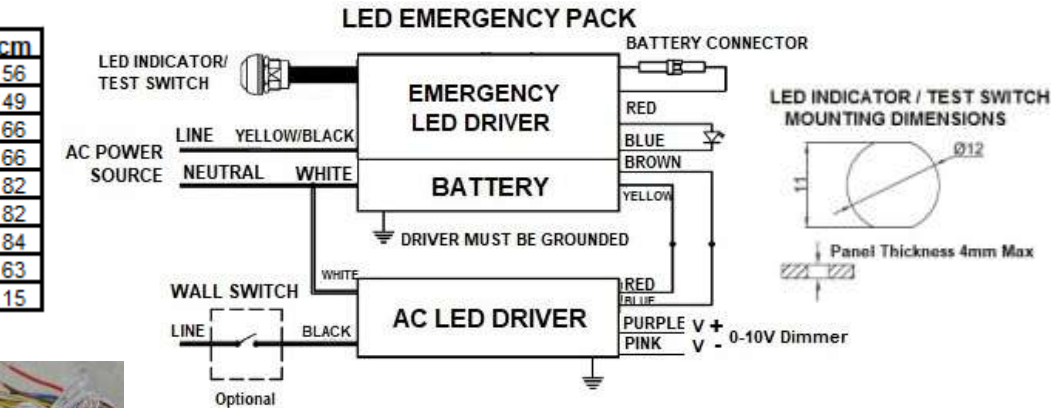 LED EMERGENCY PACK
cm
56
49
66
66
82
82
84
63
15
LED INDICATOR/
TEST SWITCH
BATTERY CONNECTOR
EMERGENCY
LED DRIVER
RED
BLUE
LINE YELLOW/BLACK
AC POWER
SOURCE
NEUTRAL WHITE
BATTERY
BROWN
YELLOW
DRIVER MUST BE GROUNDED
WHITE
WALL SWITCH
LINE
BLACK
Optional
AC LED DRIVER
RED
BLUE
PURPLE V +
PINK V -
0-10V Dimmer
LED INDICATOR / TEST SWITCH
MOUNTING DIMENSIONS
Ø12
11
Panel Thickness 4mm Max